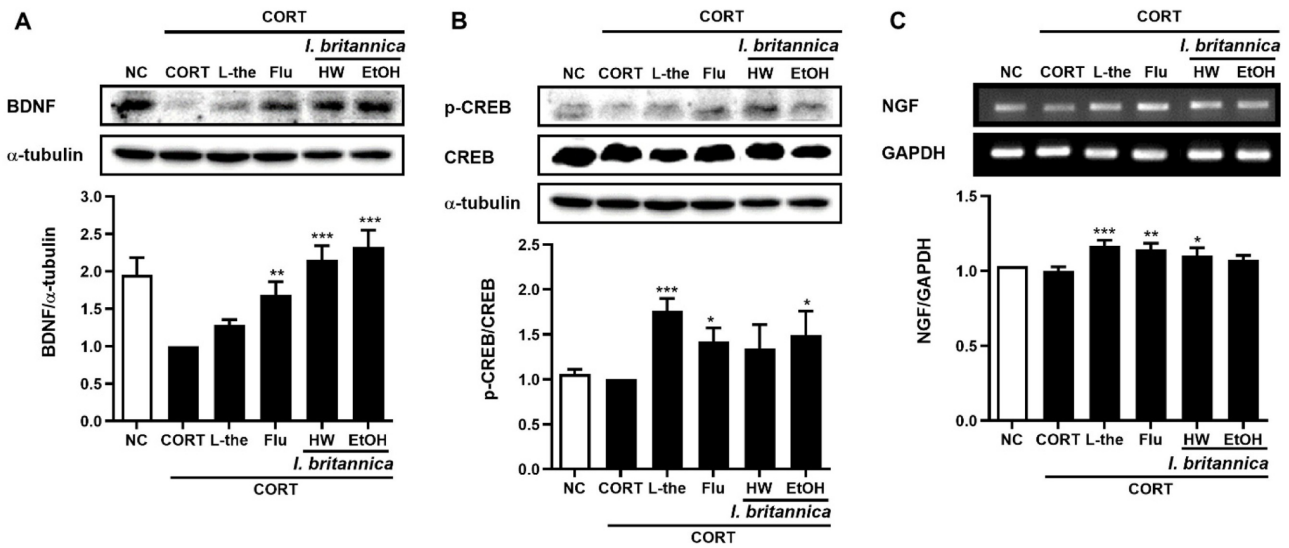 A
CORT
I. britannica
NC CORT L-the Flu HW EtOH
BDNF
α-tubulin
3.0
2.5
2.0
1.5
1.0
0.5
0.0
BDNF/α-tubulin
** *** ***
NC CORT L-the Flu HW EtOH
I. britannica
CORT
B
CORT
I. britannica
NC CORT L-the Flu HW EtOH
p-CREB
CREB
α-tubulin
2.5
2.0
1.5
1.0
0.5
0.0
p-CREB/CREB
*** * *
NC CORT L-the Flu HW EtOH
I. britannica
CORT
C
CORT
I. britannica
NC CORT L-the Flu HW EtOH
NGF
GAPDH
1.5
1.0
0.5
0.0
NGF/GAPDH
*** ** *
NC CORT L-the Flu HW EtOH
I. britannica
CORT